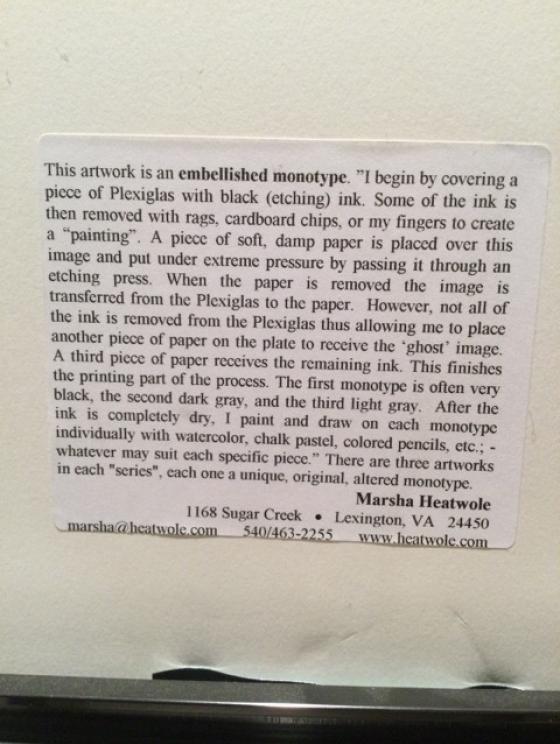 This artwork is an embellished monotype. "I begin by covering a
piece of Plexiglas with black (etching) ink. Some of the ink is
then removed with rags, cardboard chips, or my fingers to create
a "painting". A piece of soft, damp paper is placed over this
image and put under extreme pressure by passing it through an
etching press. When the paper is removed the image is
transferred from the Plexiglas to the paper. However, not all of
the ink is removed from the Plexiglas thus allowing me to place
another piece of paper on the plate to receive the 'ghost' image.
A third piece of paper receives the remaining ink. This finishes
the printing part of the process. The first monotype is often very
black, the second dark gray, and the third light gray. After the
ink is completely dry, I paint and draw on each monotype
individually with watercolor, chalk pastel, colored pencils, etc.; -
whatever may suit each specific piece." There are three artworks
in each "series", each one a unique, original, altered monotype.
Marsha Heatwole
1168 Sugar Creek • Lexington, VA 24450
marsha@heatwole.com 540/463-2255 www.heatwole.com